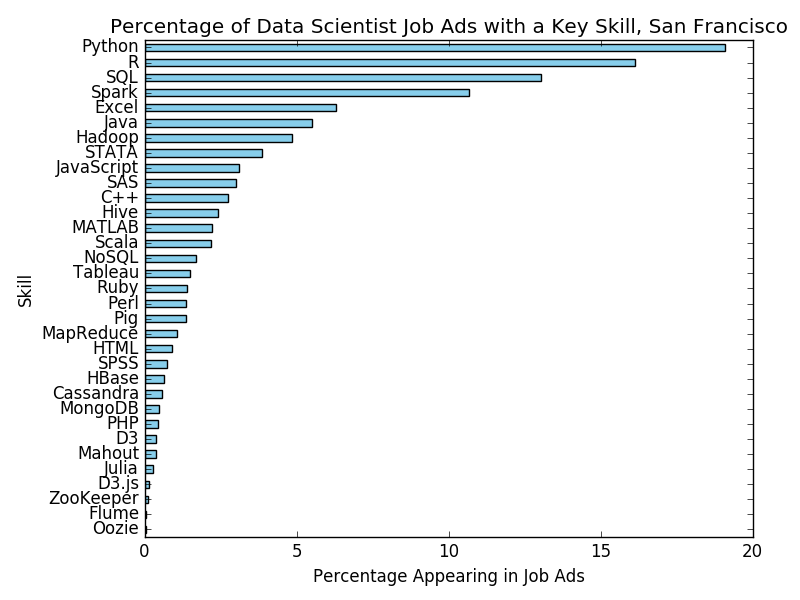 Percentage of Data Scientist Job Ads with a Key Skill, San Francisco
Python
R
SQL
Spark
Excel
Java
Hadoop
STATA
JavaScript
SAS
C++
Hive
MATLAB
Scala
NoSQL
Tableau
Ruby
Perl
Pig
MapReduce
HTML
SPSS
HBase
Cassandra
MongoDB
PHP
D3
Mahout
Julia
D3.js
ZooKeeper
Flume
Oozie
Skill
0 5 10 15 20
Percentage Appearing in Job Ads